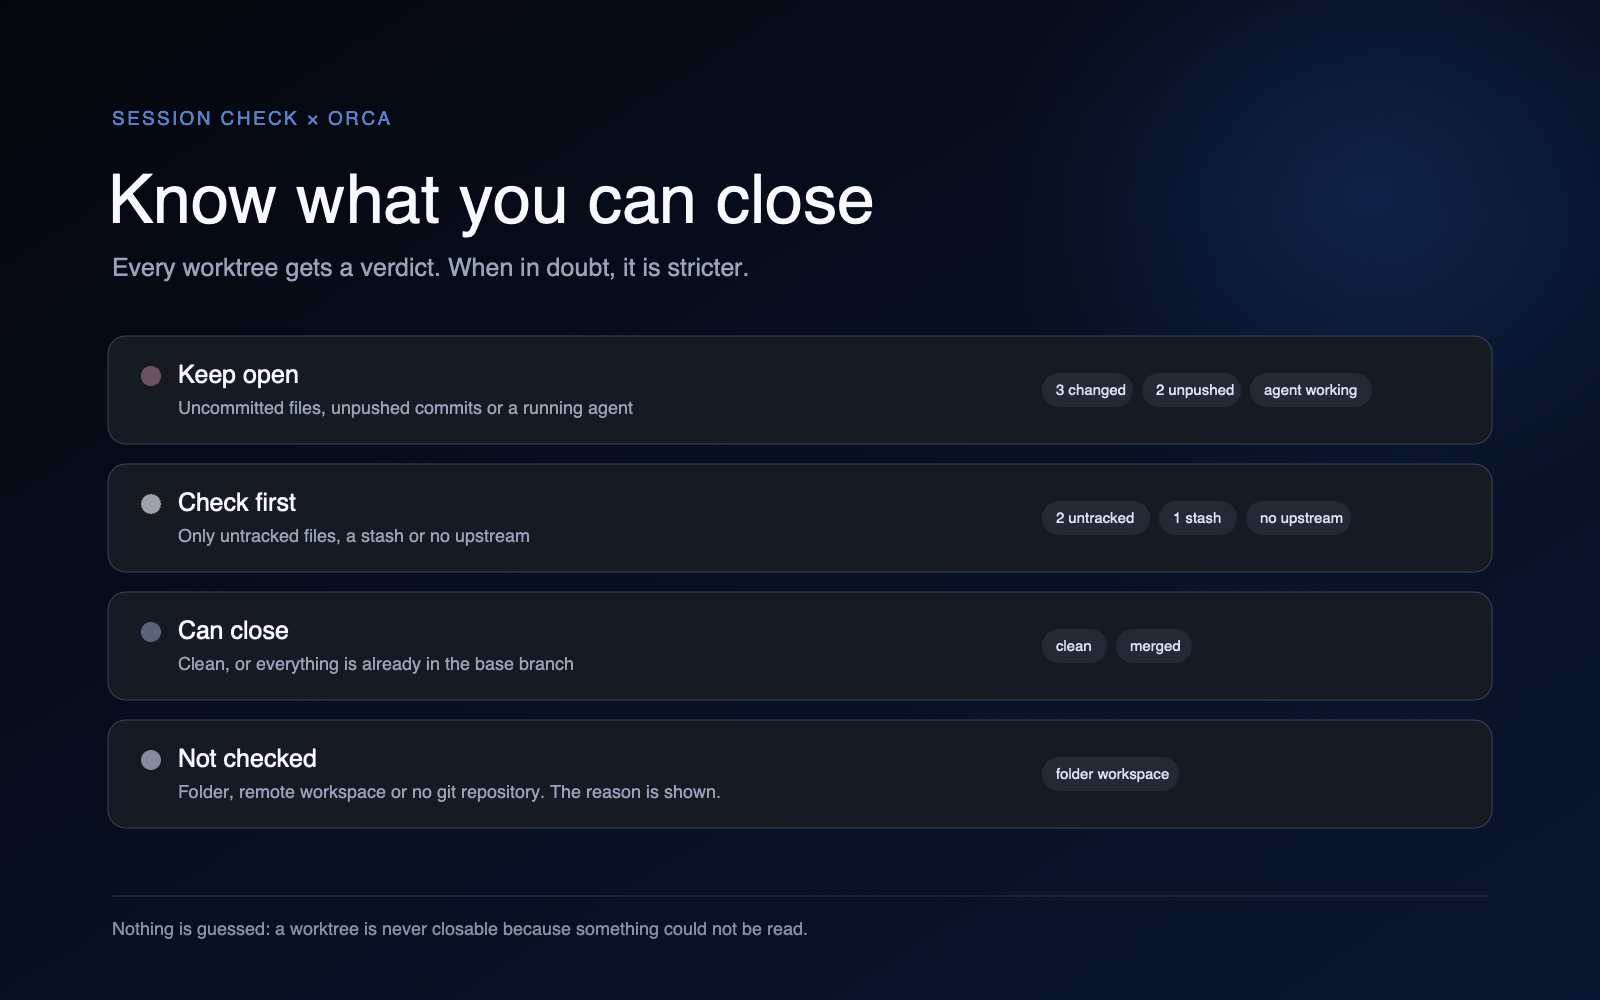 SESSION CHECK × ORCA
Know what you can close
Every worktree gets a verdict. When in doubt, it is stricter.
Keep open
Uncommitted files, unpushed commits or a running agent
3 changed
2 unpushed
agent working
Check first
Only untracked files, a stash or no upstream
2 untracked
1 stash
no upstream
Can close
Clean, or everything is already in the base branch
clean
merged
Not checked
Folder, remote workspace or no git repository. The reason is shown.
folder workspace
Nothing is guessed: a worktree is never closable because something could not be read.